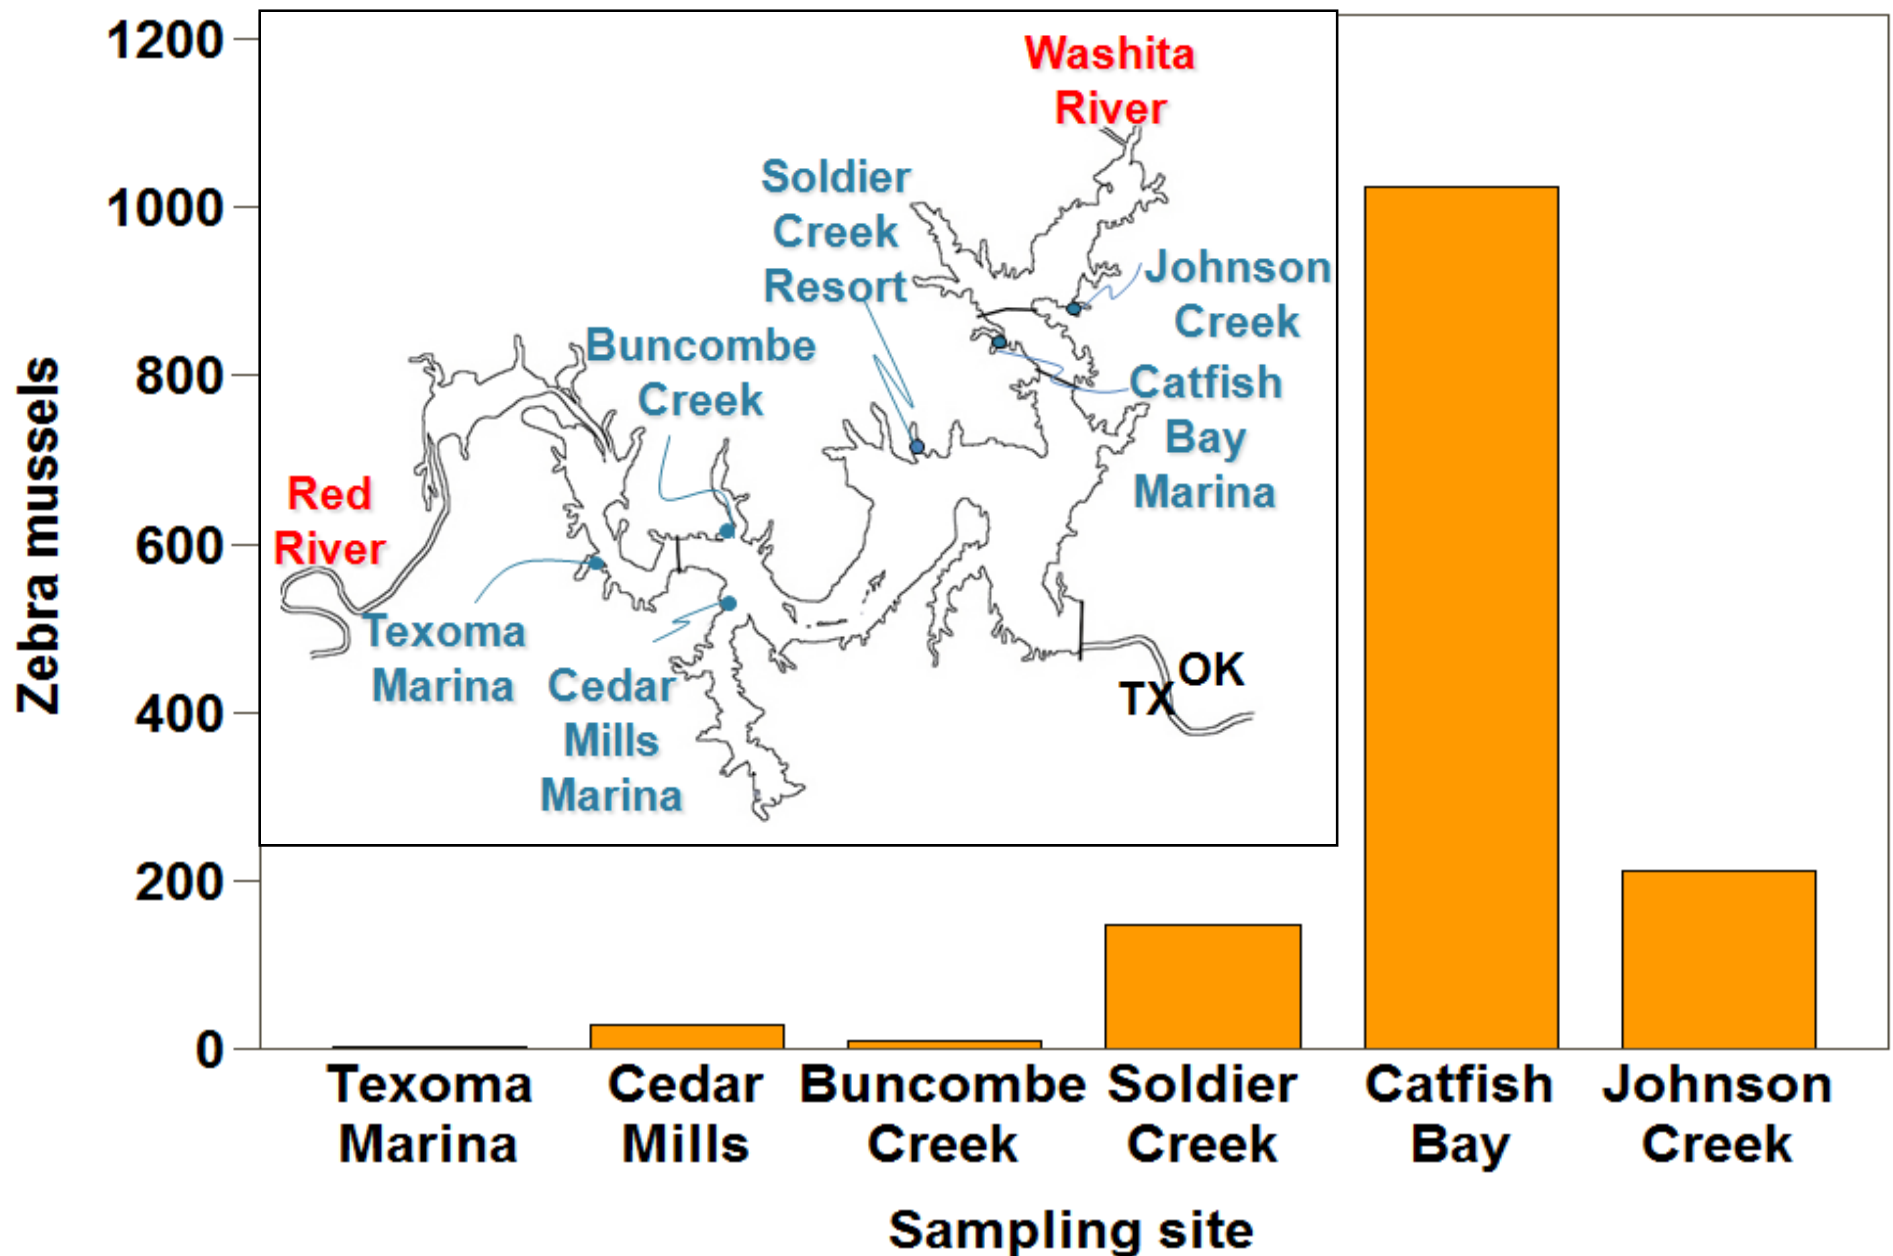 Zebra mussels
1200
1000
800
600
400
200
0
Washita
River
Soldier
Creek
Resort
Johnson
Creek
Buncombe
Creek
Catfish
Bay
Marina
Red
River
Texoma
Marina
Cedar
Mills
Marina
OK
TX
Texoma
Marina
Cedar
Mills
Buncombe
Creek
Soldier
Creek
Catfish
Bay
Johnson
Creek
Sampling site